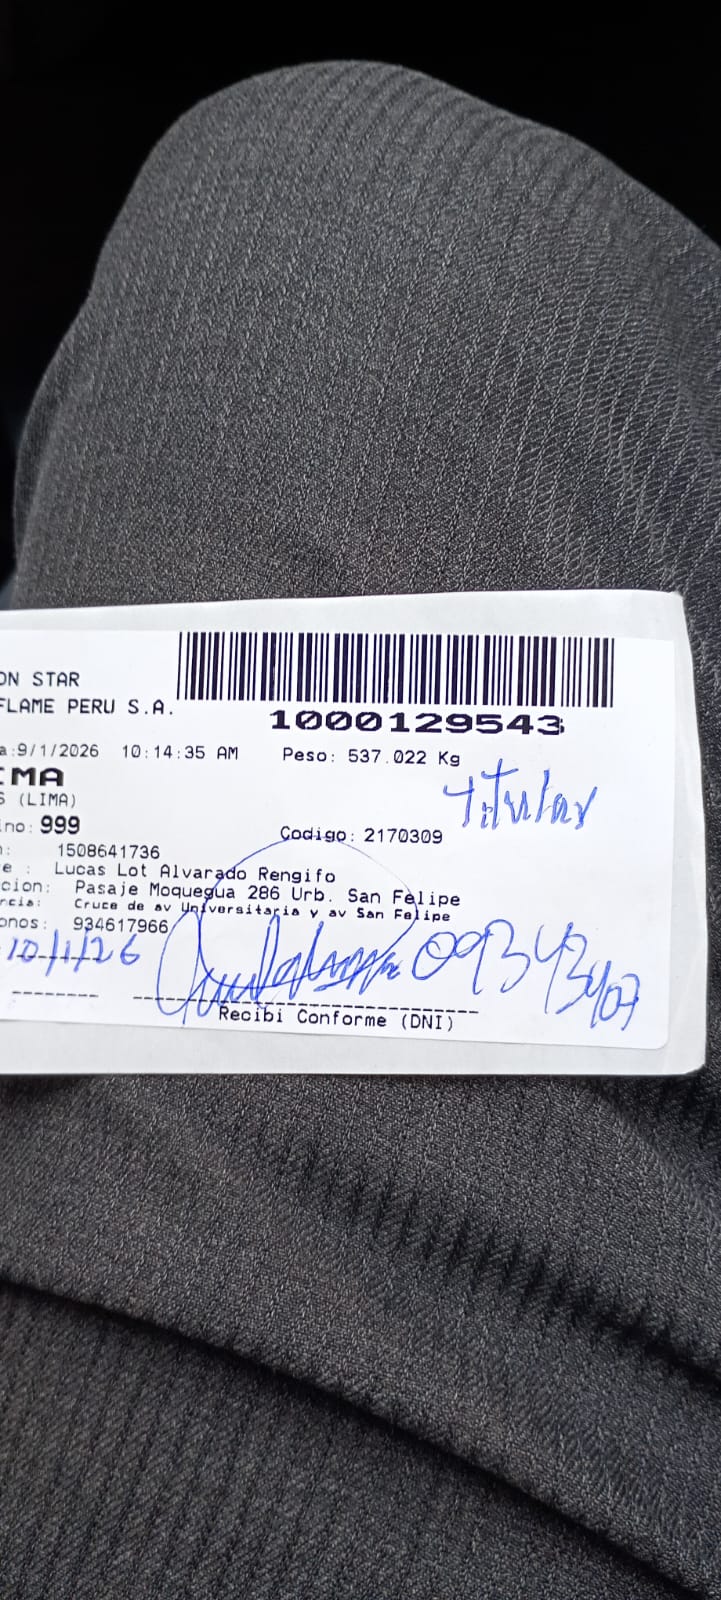 ON STAR
FLAME PERU S.A.
1000129543
a:9/1/2026 10:14:35 AM Peso: 537.022 Kg
IMA
S (LIMA)
Titular
no: 999
Codigo: 2170309
: 1508641736
e : Lucas Lot Alvarado Rengifo
cion: Pasaje Moquegua 286 Urb. San Felipe
rcia: Cruce de av Universitaria y av San Felipe
onos: 934617966
10/1/26 09343407
Recibi Conforme (DNI)